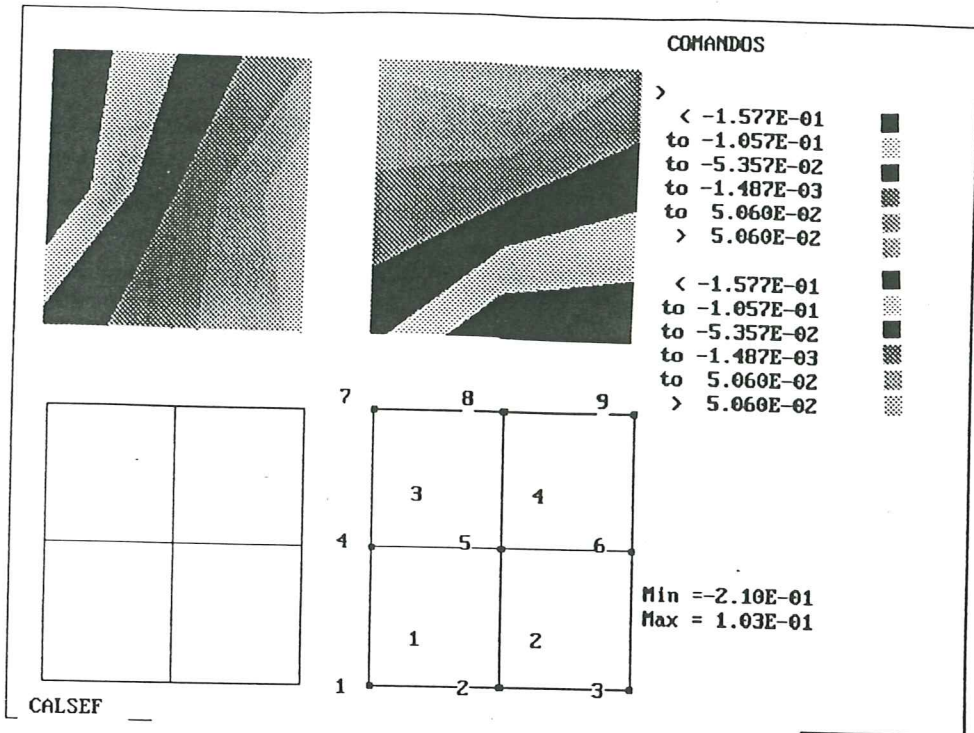 COMANDOS
>
< -1.577E-01
to -1.057E-01
to -5.357E-02
to -1.487E-03
to 5.060E-02
> 5.060E-02
< -1.577E-01
to -1.057E-01
to -5.357E-02
to -1.487E-03
to 5.060E-02
> 5.060E-02
7 8 9
3 4
4 5 6
Min =-2.10E-01
Max = 1.03E-01
1 2
1 2 3
CALSEF